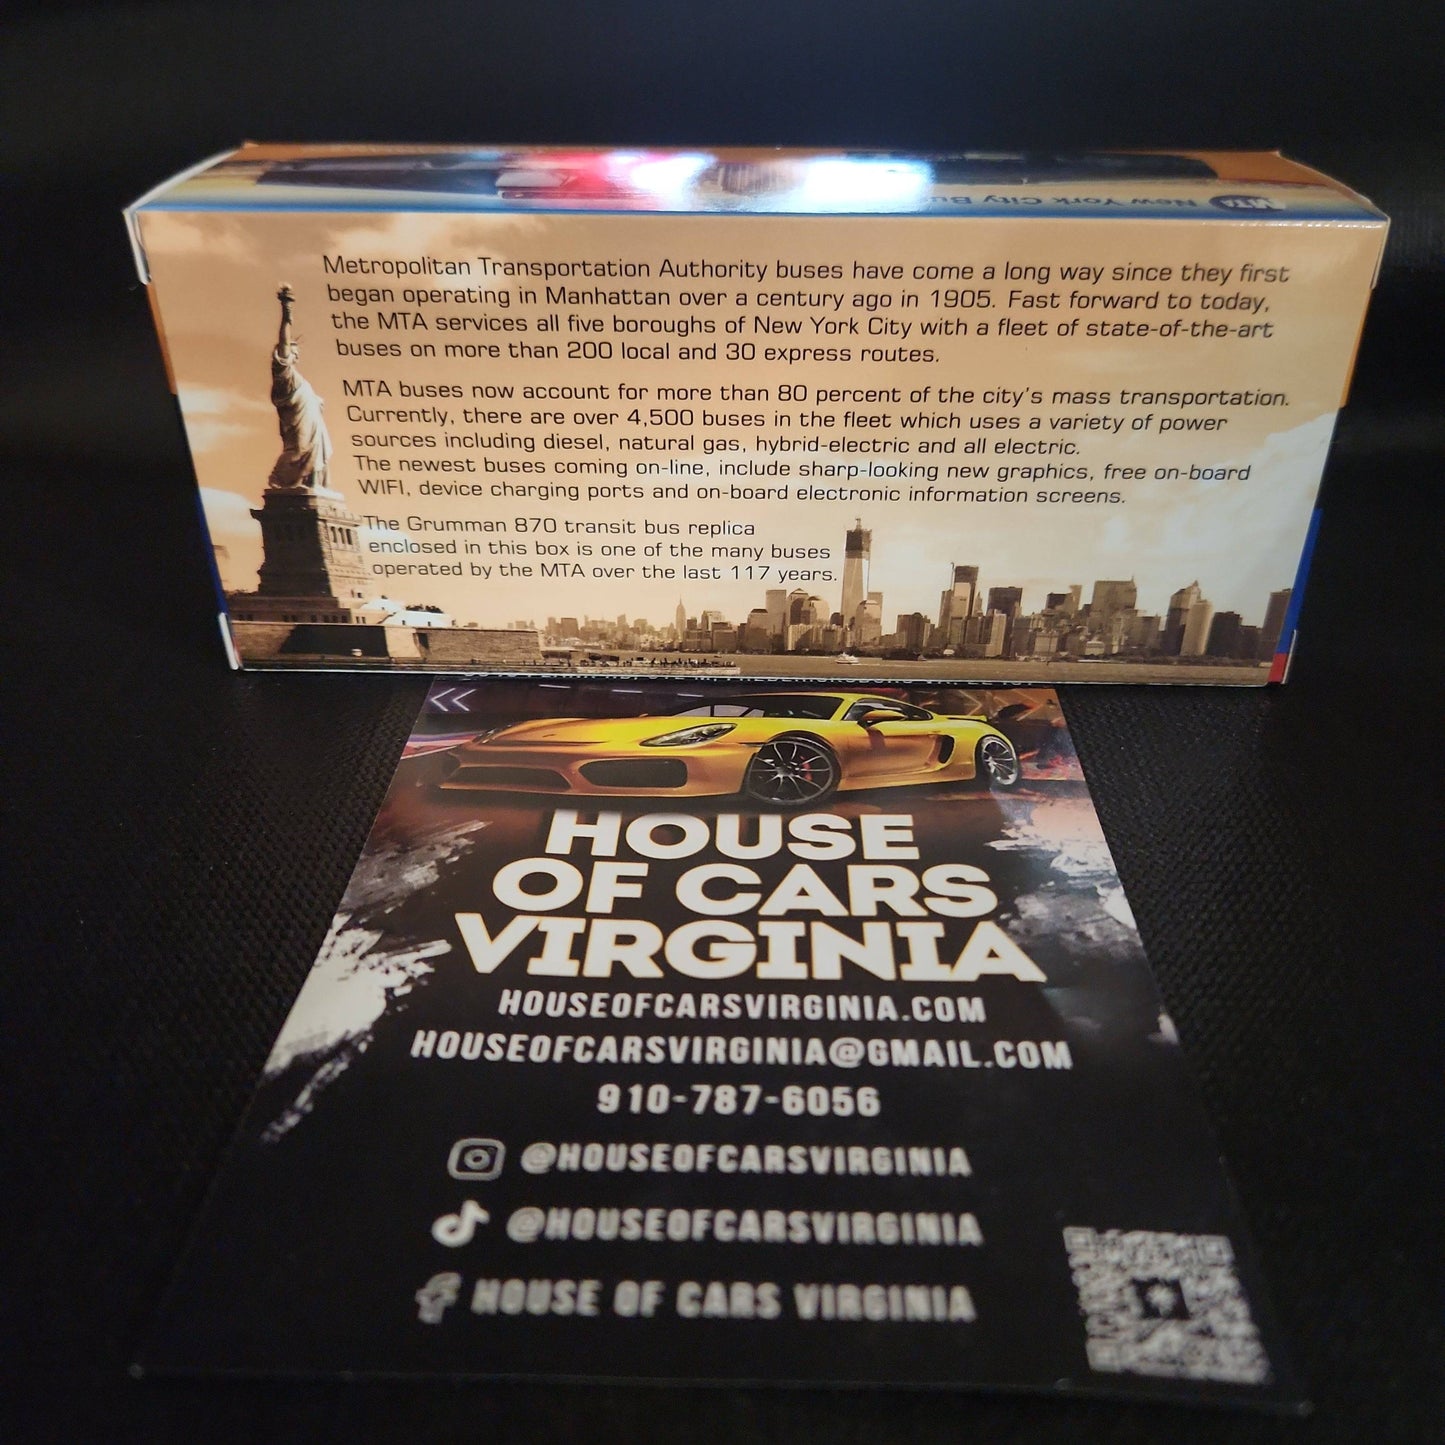 New York City Bu
MTA
Metropolitan Transportation Authority buses have come a long way since they first
began operating in Manhattan over a century ago in 1905. Fast forward to today,
the MTA services all five boroughs of New York City with a fleet of state-of-the-art
buses on more than 200 local and 30 express routes.
MTA buses now account for more than 80 percent of the city's mass transportation.
Currently, there are over 4,500 buses in the fleet which uses a variety of power
sources including diesel, natural gas, hybrid-electric and all electric.
The newest buses coming on-line, include sharp-looking new graphics, free on-board
WIFI, device charging ports and on-board electronic information screens.
The Grumman 870 transit bus replica
enclosed in this box is one of the many buses
operated by the MTA over the last 117 years.
HOUSE
OF CARS
VIRGINIA
HOUSEOFCARSVIRGINIA.COM
HOUSEOFCARSVIRGINIA@GMAIL.COM
910-787-6056
@HOUSEOFCARSVIRGINIA
@HOUSEOFCARSVIRGINIA
HOUSE OF CARS VIRGINIA